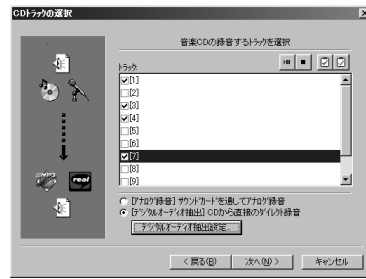 CDトラックの選択
音楽CDの録音するトラックを選択
トラック:
[1]
[2]
[3]
[4]
[5]
[6]
[7]
[8]
[9]
[アナログ録音] サウンドカードを通してアナログ録音
[デジタルオーディオ抽出] CDから直接のダイレクト録音
デジタルオーディオ抽出設定...
real
< 戻る(B)
次へ(N) >
キャンセル